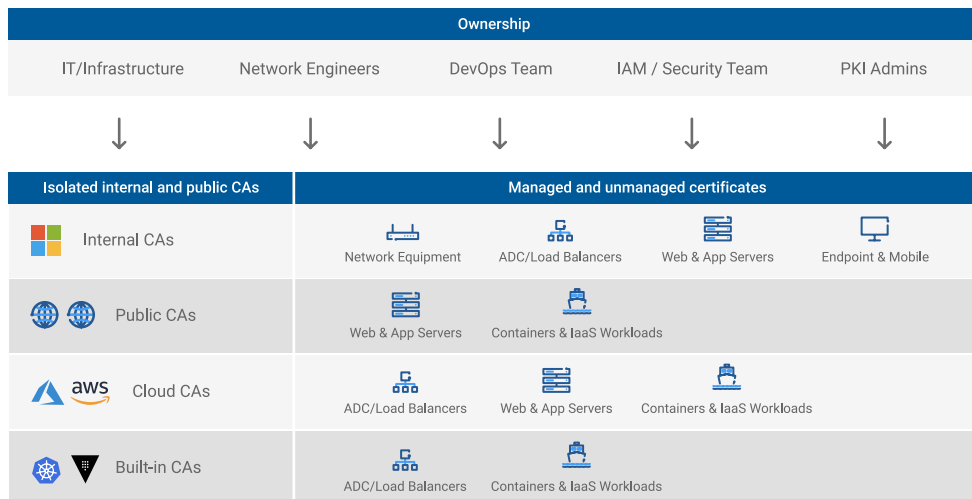 Ownership
IT/Infrastructure Network Engineers DevOps Team IAM / Security Team PKI Admins
Isolated internal and public CAs Managed and unmanaged certificates
Internal CAs
Network Equipment ADC/Load Balancers Web & App Servers Endpoint & Mobile
Public CAs
Web & App Servers Containers & IaaS Workloads
aws Cloud CAs
ADC/Load Balancers Web & App Servers Containers & IaaS Workloads
Built-in CAs
ADC/Load Balancers Containers & IaaS Workloads